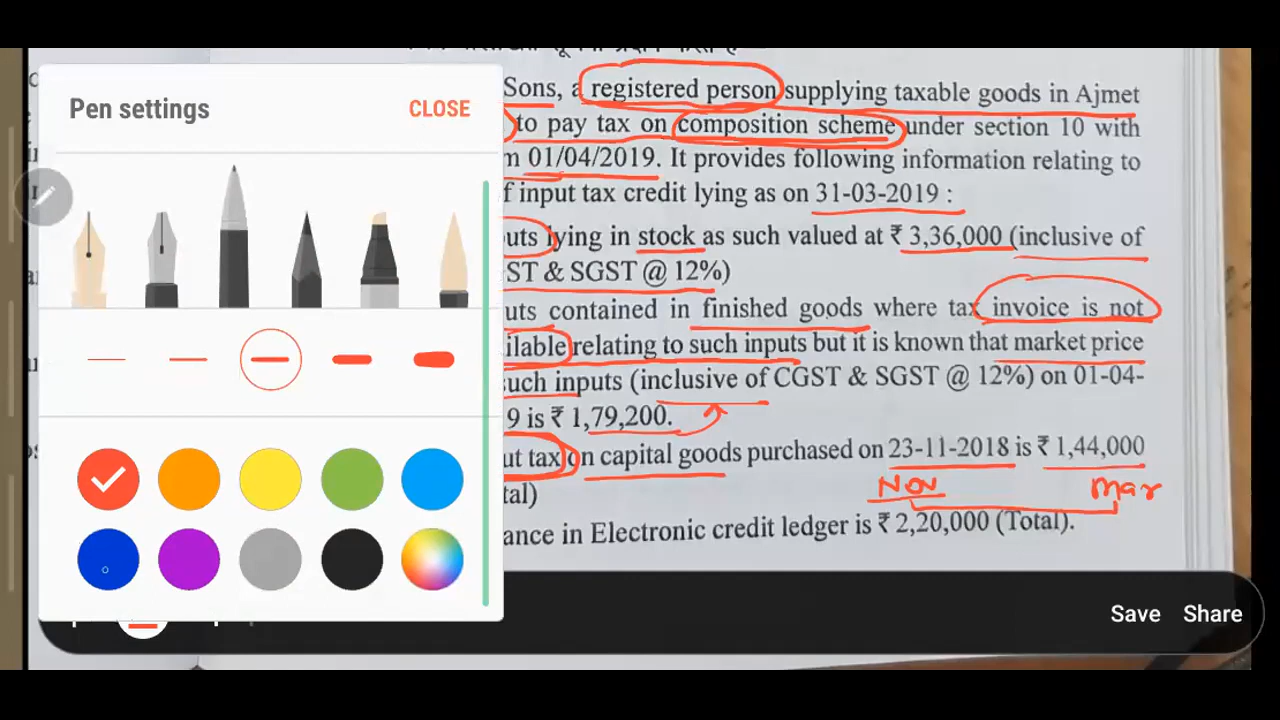 Pen settings
CLOSE
Sons, a registered person supplying taxable goods in Ajmet
to pay tax on composition scheme under section 10 with
m 01/04/2019. It provides following information relating to
f input tax credit lying as on 31-03-2019 :
uts lying in stock as such valued at ₹ 3,36,000 (inclusive of
ST & SGST @ 12%)
uts contained in finished goods where tax invoice is not
ilable relating to such inputs but it is known that market price
such inputs (inclusive of CGST & SGST @ 12%) on 01-04-
9 is ₹ 1,79,200.
ut tax on capital goods purchased on 23-11-2018 is ₹ 1,44,000
Nov Mar
tal)
ance in Electronic credit ledger is ₹ 2,20,000 (Total).
Save Share